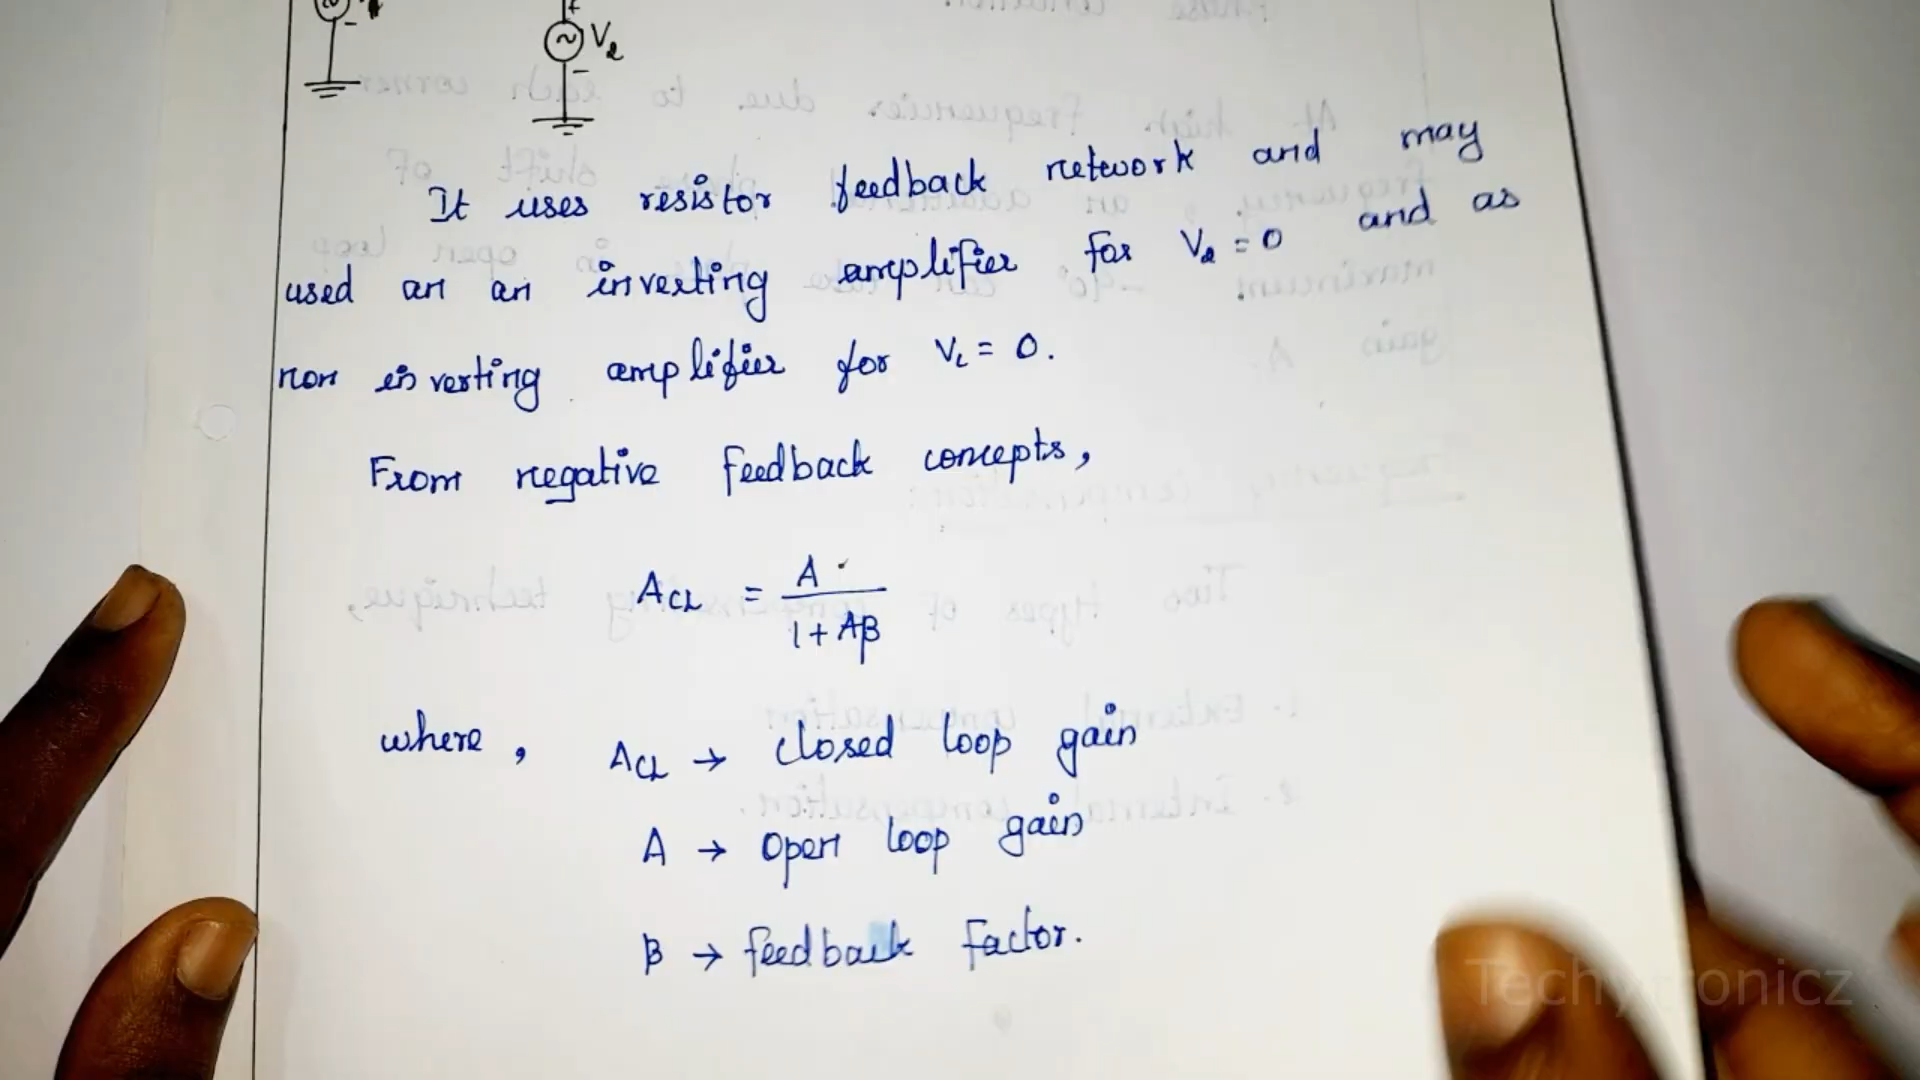 V2
It uses resistor feedback network and may
used an an inverting amplifier for V2 = 0 and as
non inverting amplifier for V1 = 0.
From negative feedback concepts,
ACL = A / 1 + Aβ
where, ACL → closed loop gain
A → open loop gain
β → feedback factor.
Techytronicz